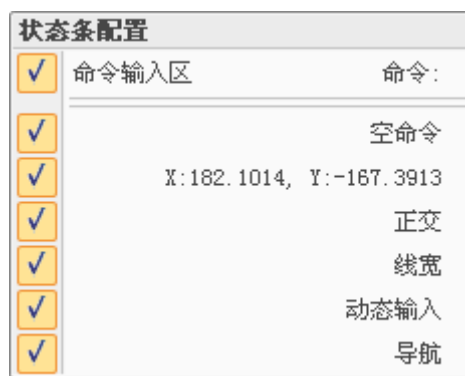 状态条配置
命令输入区 命令:
空命令
X:182.1014, Y:-167.3913
正交
线宽
动态输入
导航